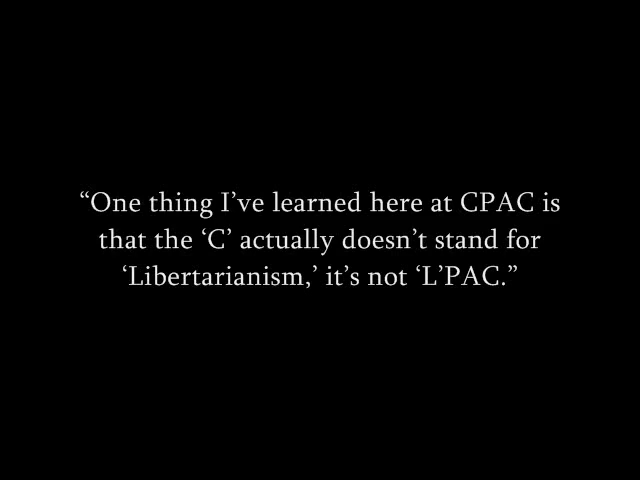 “One thing I’ve learned here at CPAC is
that the ‘C’ actually doesn’t stand for
‘Libertarianism,’ it’s not ‘L’PAC.”